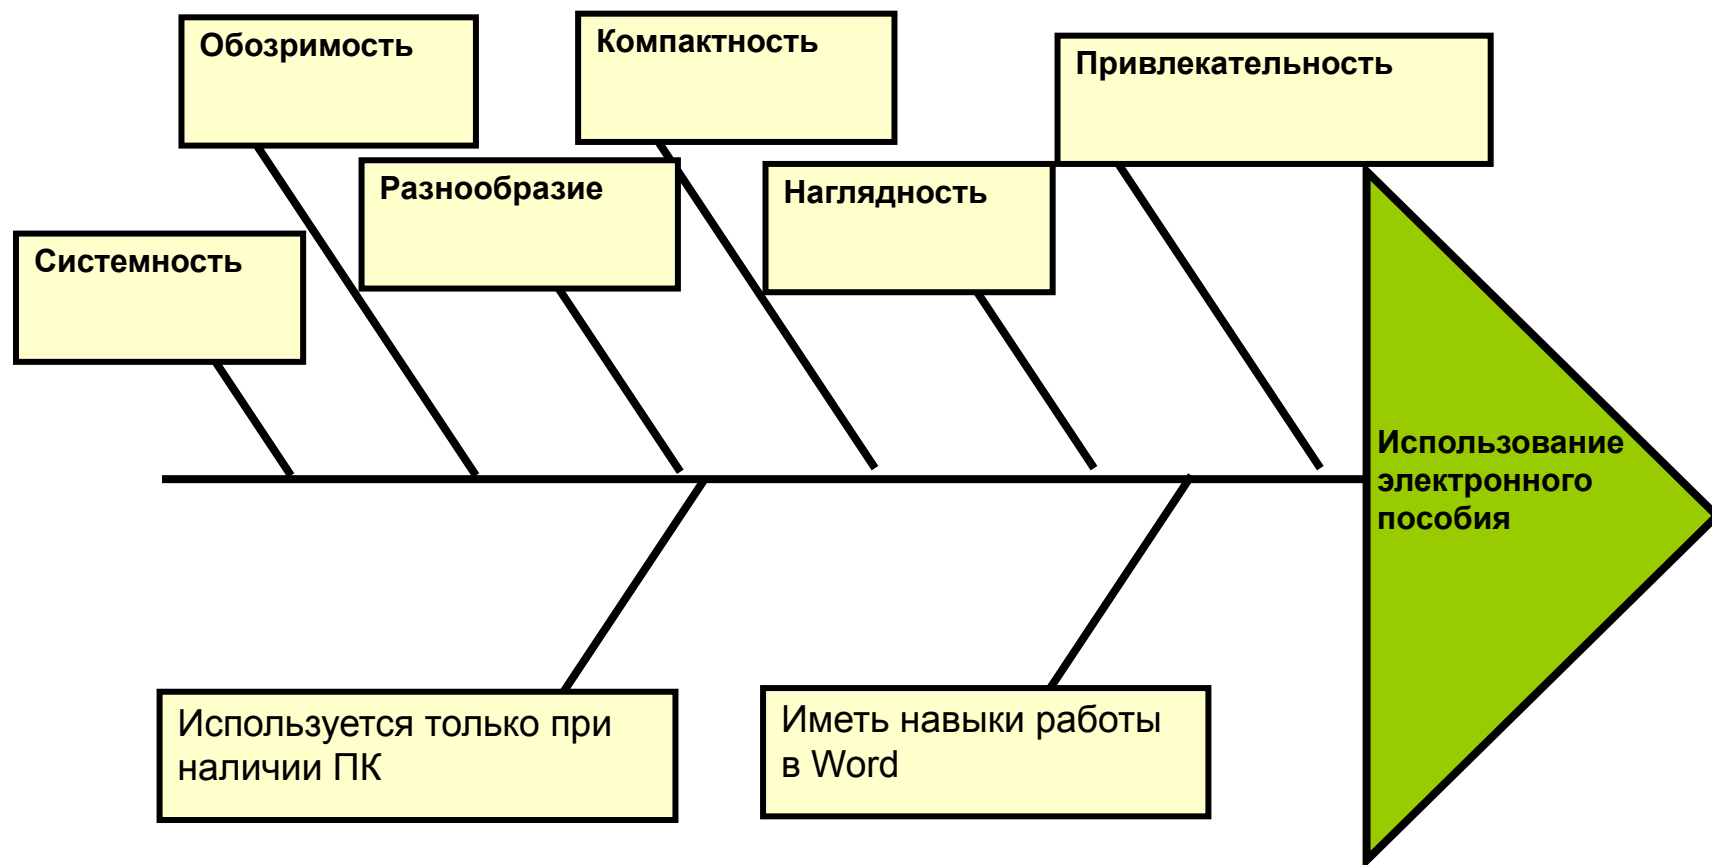 Обозримость
Компактность
Привлекательность
Разнообразие
Наглядность
Системность
Использование
электронного
пособия
Используется только при
наличии ПК
Иметь навыки работы
в Word